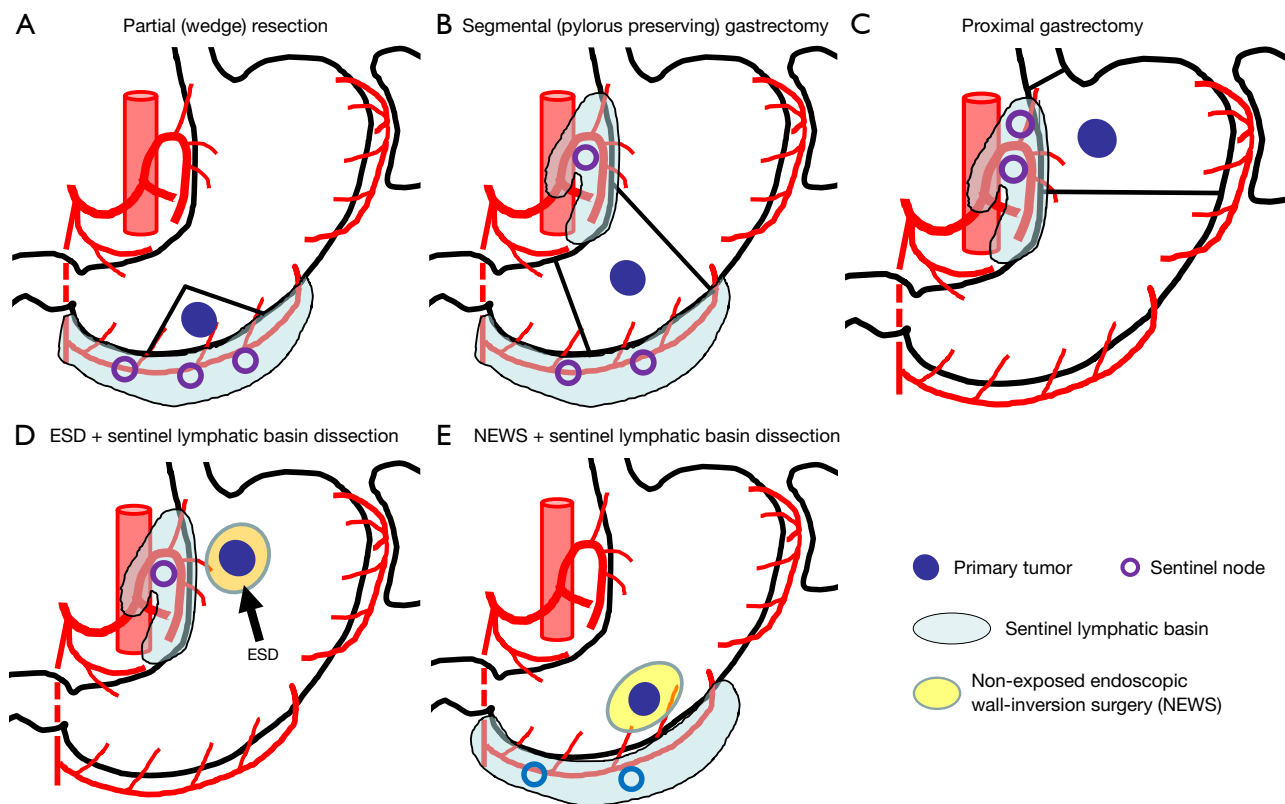 A Partial (wedge) resection
B Segmental (pylorus preserving) gastrectomy
C Proximal gastrectomy
D ESD + sentinel lymphatic basin dissection
ESD
E NEWS + sentinel lymphatic basin dissection
Primary tumor
Sentinel node
Sentinel lymphatic basin
Non-exposed endoscopic
wall-inversion surgery (NEWS)